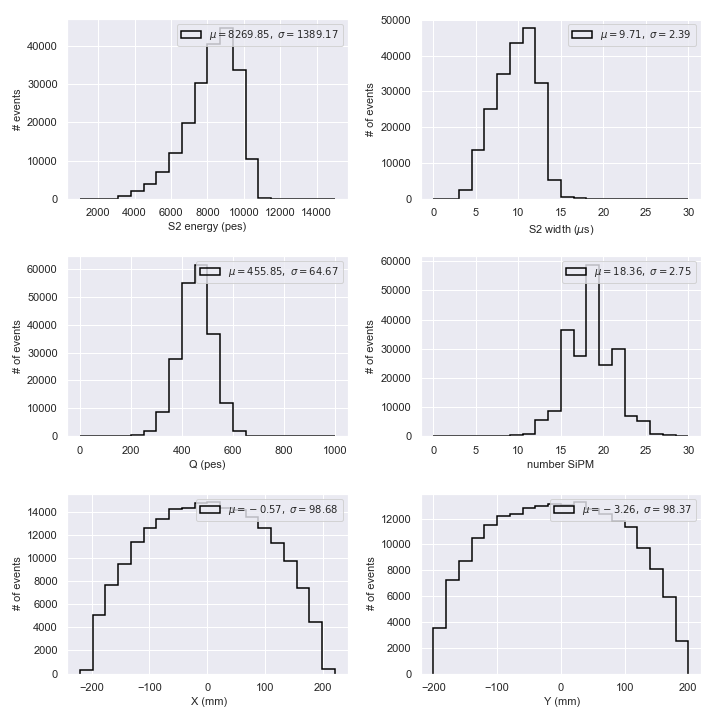 μ = 8269.85, σ = 1389.17
# events
40000
30000
20000
10000
0
2000 4000 6000 8000 10000 12000 14000
S2 energy (pes)
μ = 9.71, σ = 2.39
# of events
50000
40000
30000
20000
10000
0
0 5 10 15 20 25 30
S2 width (μs)
μ = 455.85, σ = 64.67
# of events
60000
50000
40000
30000
20000
10000
0
0 200 400 600 800 1000
Q (pes)
μ = 18.36, σ = 2.75
# of events
60000
50000
40000
30000
20000
10000
0
0 5 10 15 20 25 30
number SiPM
μ = −0.57, σ = 98.68
# of events
14000
12000
10000
8000
6000
4000
2000
0
−200 −100 0 100 200
X (mm)
μ = −3.26, σ = 98.37
# of events
12000
10000
8000
6000
4000
2000
0
−200 −100 0 100 200
Y (mm)